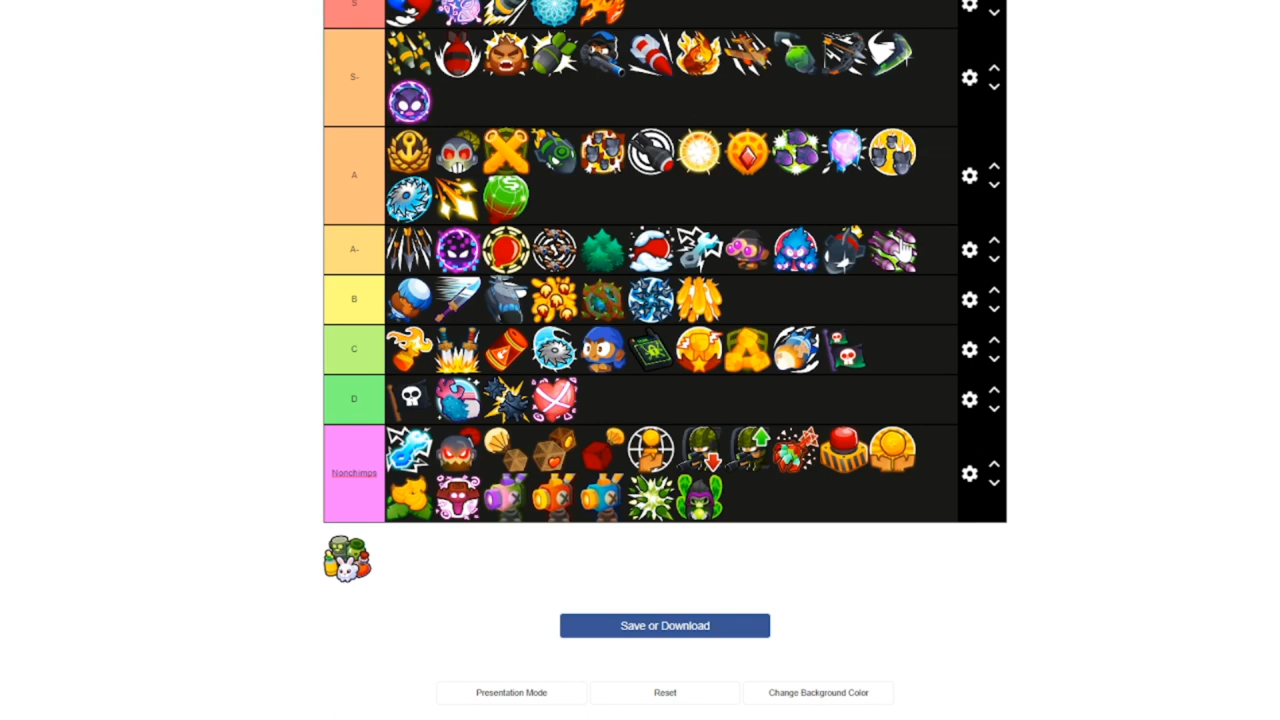 S
S-
A
A-
B
C
D
Nonchimps
Save or Download
Presentation Mode
Reset
Change Background Color